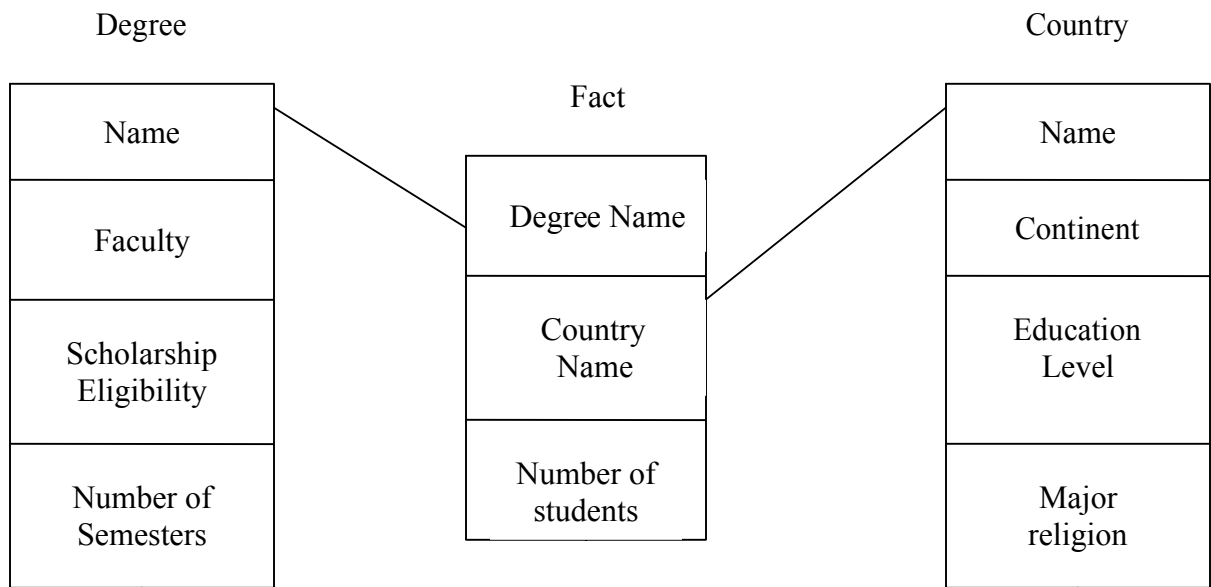 Degree
Name
Faculty
Scholarship
Eligibility
Number of
Semesters
Fact
Degree Name
Country
Name
Number of
students
Country
Name
Continent
Education
Level
Major
religion